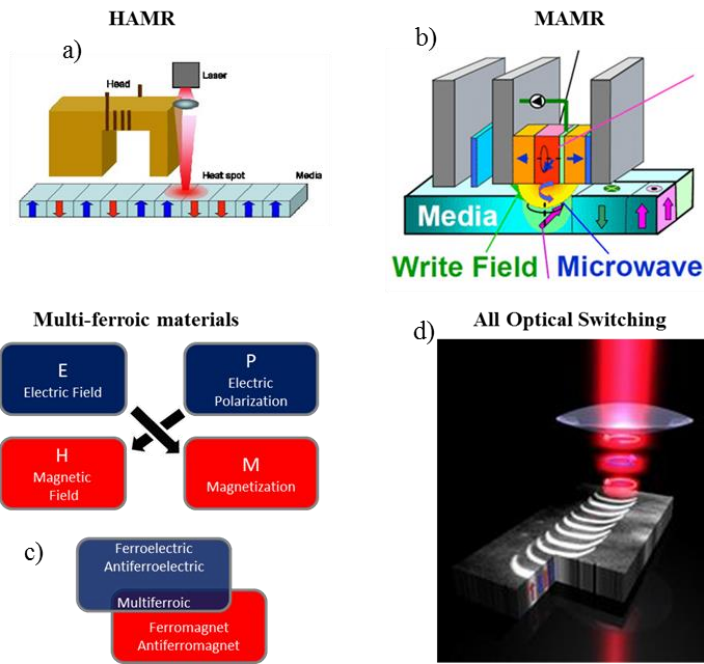 HAMR
a)
Laser
Head
Heat spot
Media
MAMR
b)
Media
Write Field
Microwave
Multi-ferroic materials
E
Electric Field
P
Electric
Polarization
H
Magnetic
Field
M
Magnetization
c)
Ferroelectric
Antiferroelectric
Multiferroic
Ferromagnet
Antiferromagnet
d)
All Optical Switching